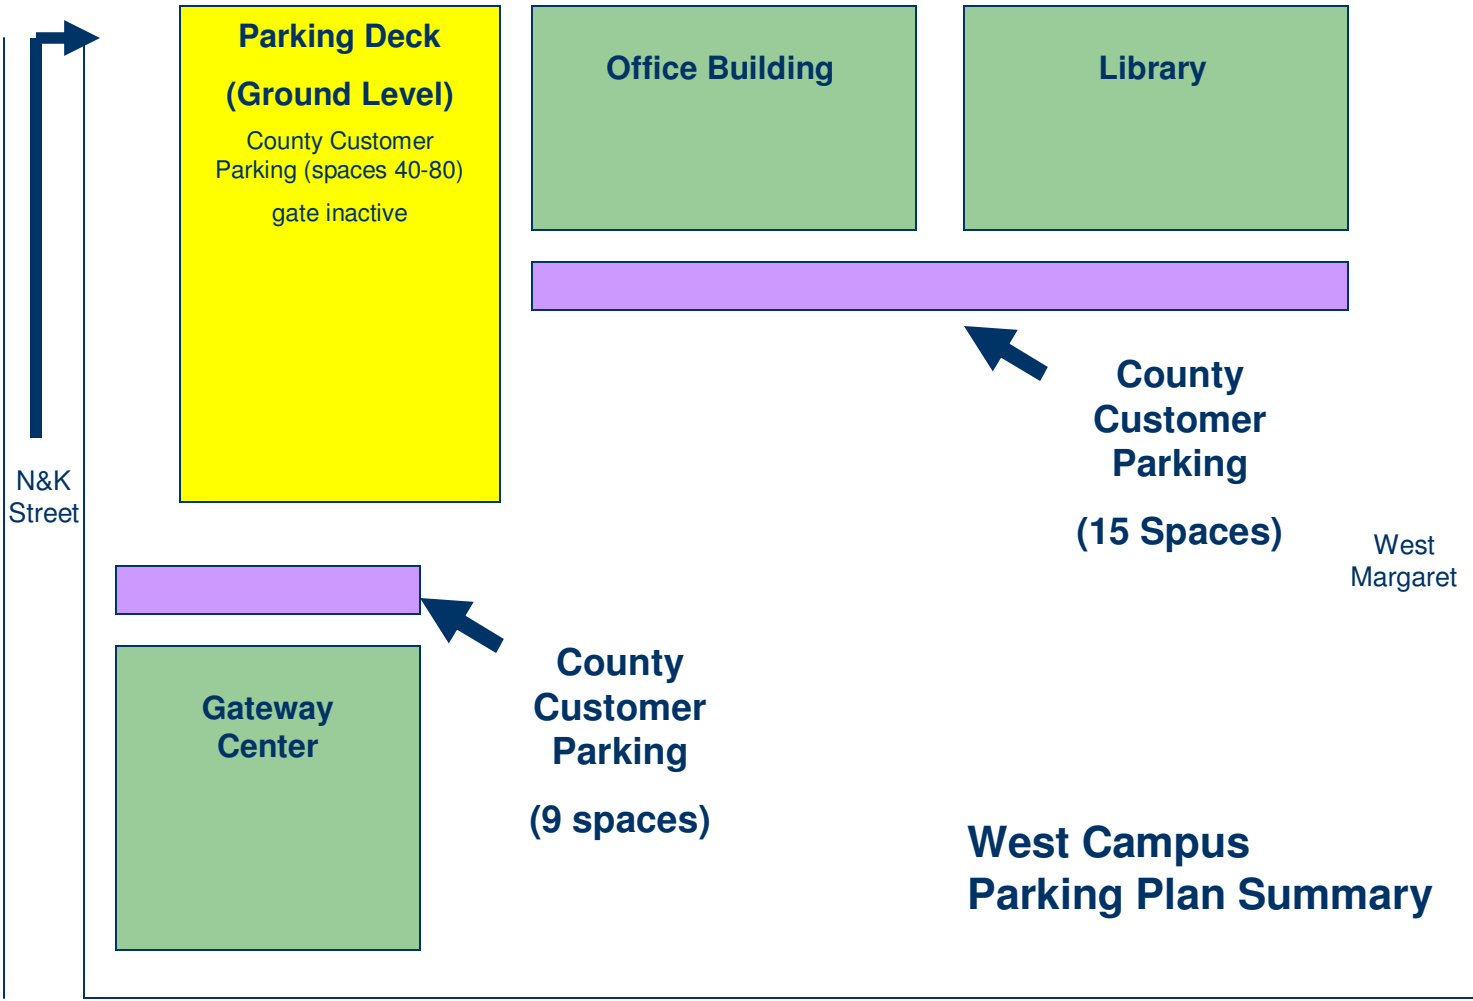 Parking Deck
(Ground Level)
County Customer
Parking (spaces 40-80)
gate inactive
Office Building
Library
County
Customer
Parking
(15 Spaces)
N&K
Street
West
Margaret
Gateway
Center
County
Customer
Parking
(9 spaces)
West Campus
Parking Plan Summary